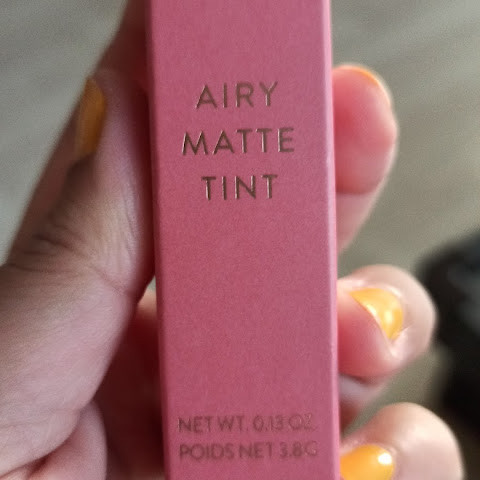 AIRY
MATTE
TINT
NET WT. 0.13 OZ.
POIDS NET 3.8G